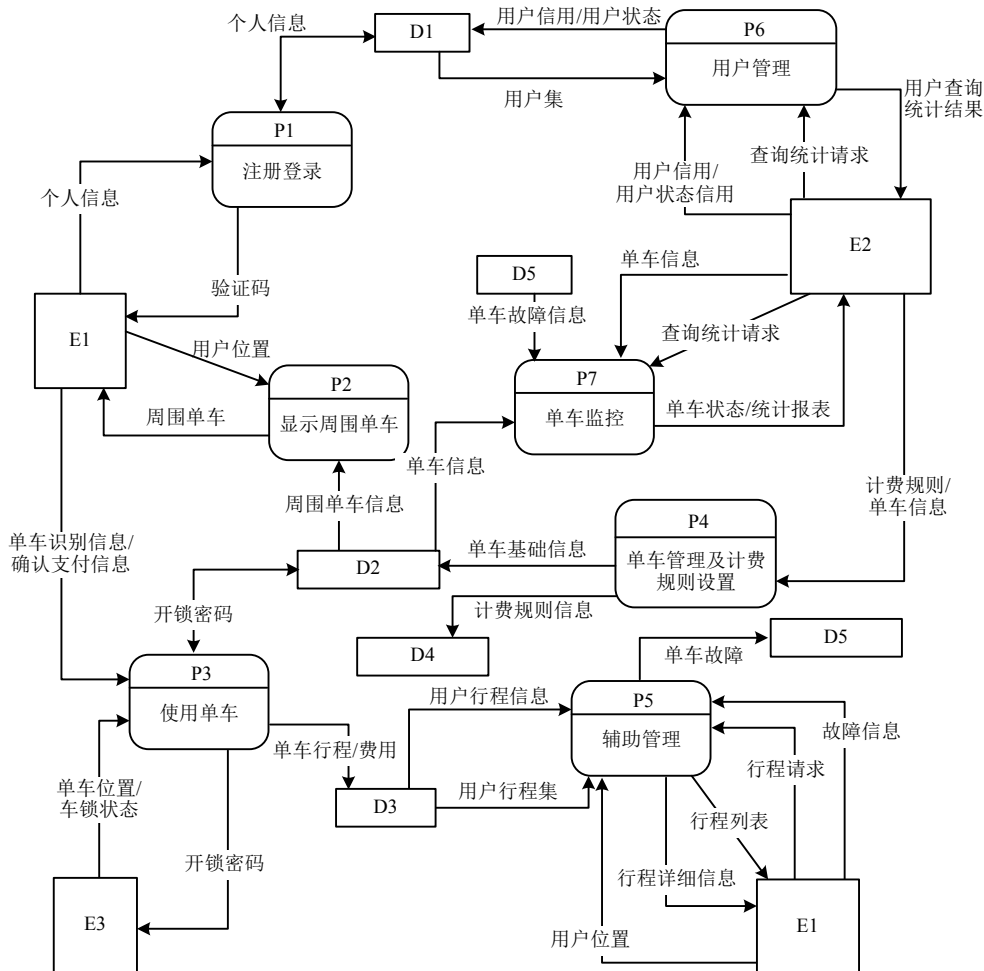 个人信息
D1
用户信用/用户状态
P6
用户管理
用户集
用户查询
统计结果
P1
注册登录
个人信息
查询统计请求
用户信用/
用户状态信用
E2
验证码
D5
单车信息
单车故障信息
查询统计请求
E1
用户位置
P2
显示周围单车
周围单车
P7
单车监控
单车状态/统计报表
单车信息
周围单车信息
计费规则/
单车信息
P4
单车管理及计费
规则设置
单车识别信息/
确认支付信息
D2
单车基础信息
开锁密码
计费规则信息
D4
D5
单车故障
P3
使用单车
用户行程信息
P5
辅助管理
故障信息
单车行程/费用
行程请求
单车位置/
车锁状态
D3
用户行程集
行程列表
开锁密码
行程详细信息
E3
用户位置
E1